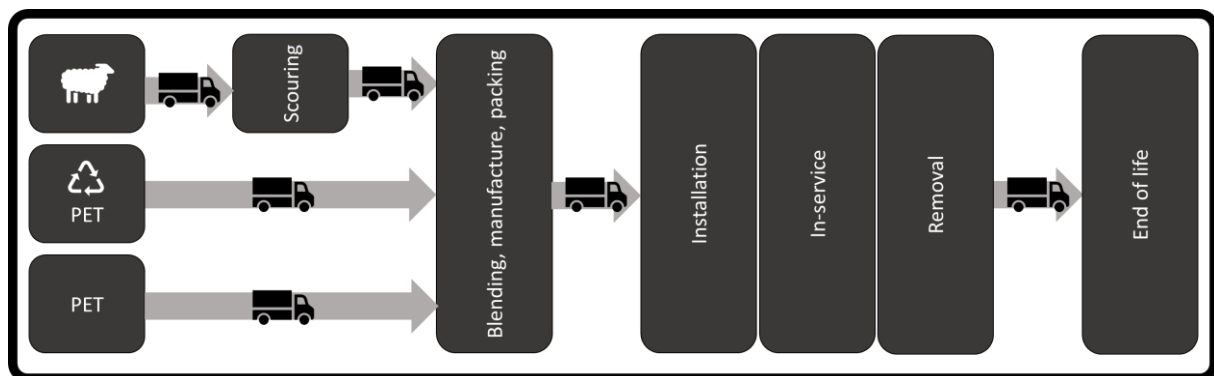 Scouring
PET
PET
Blending, manufacture, packing
Installation
In-service
Removal
End of life